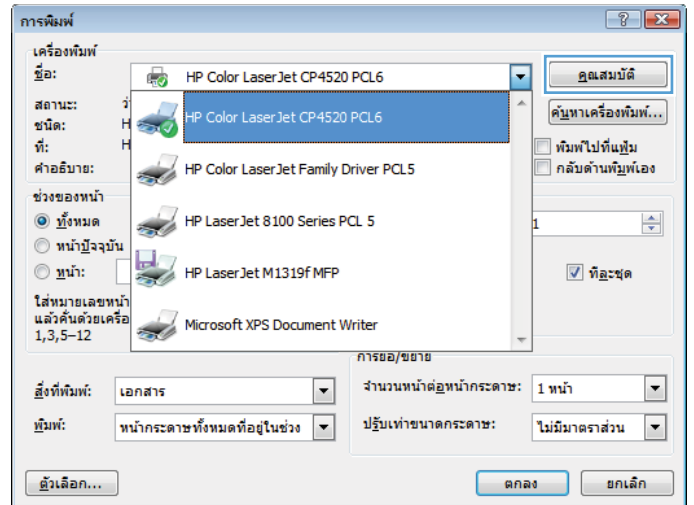 การพิมพ์
เครื่องพิมพ์
ชื่อ: HP Color LaserJet CP4520 PCL6 คุณสมบัติ
สถานะ: ว่
HP Color LaserJet CP4520 PCL6
ค้นหาเครื่องพิมพ์...
ชนิด: H
ที่: H
พิมพ์ไปที่แฟ้ม
คำอธิบาย:
HP Color LaserJet Family Driver PCL5
กลับด้านพิมพ์เอง
ช่วงของหน้า
ทั้งหมด
HP LaserJet 8100 Series PCL 5
1
หน้าปัจจุบัน
หน้า:
HP LaserJet M1319f MFP
ทีละชุด
ใส่หมายเลขหน้า
แล้วคั่นด้วยเครื่อ
Microsoft XPS Document Writer
1,3,5–12
การย่อ/ขยาย
สิ่งที่พิมพ์: เอกสาร
จำนวนหน้าต่อหน้ากระดาษ: 1 หน้า
พิมพ์: หน้ากระดาษทั้งหมดที่อยู่ในช่วง
ปรับเท่าขนาดกระดาษ: ไม่มีมาตราส่วน
ตัวเลือก... ตกลง ยกเลิก